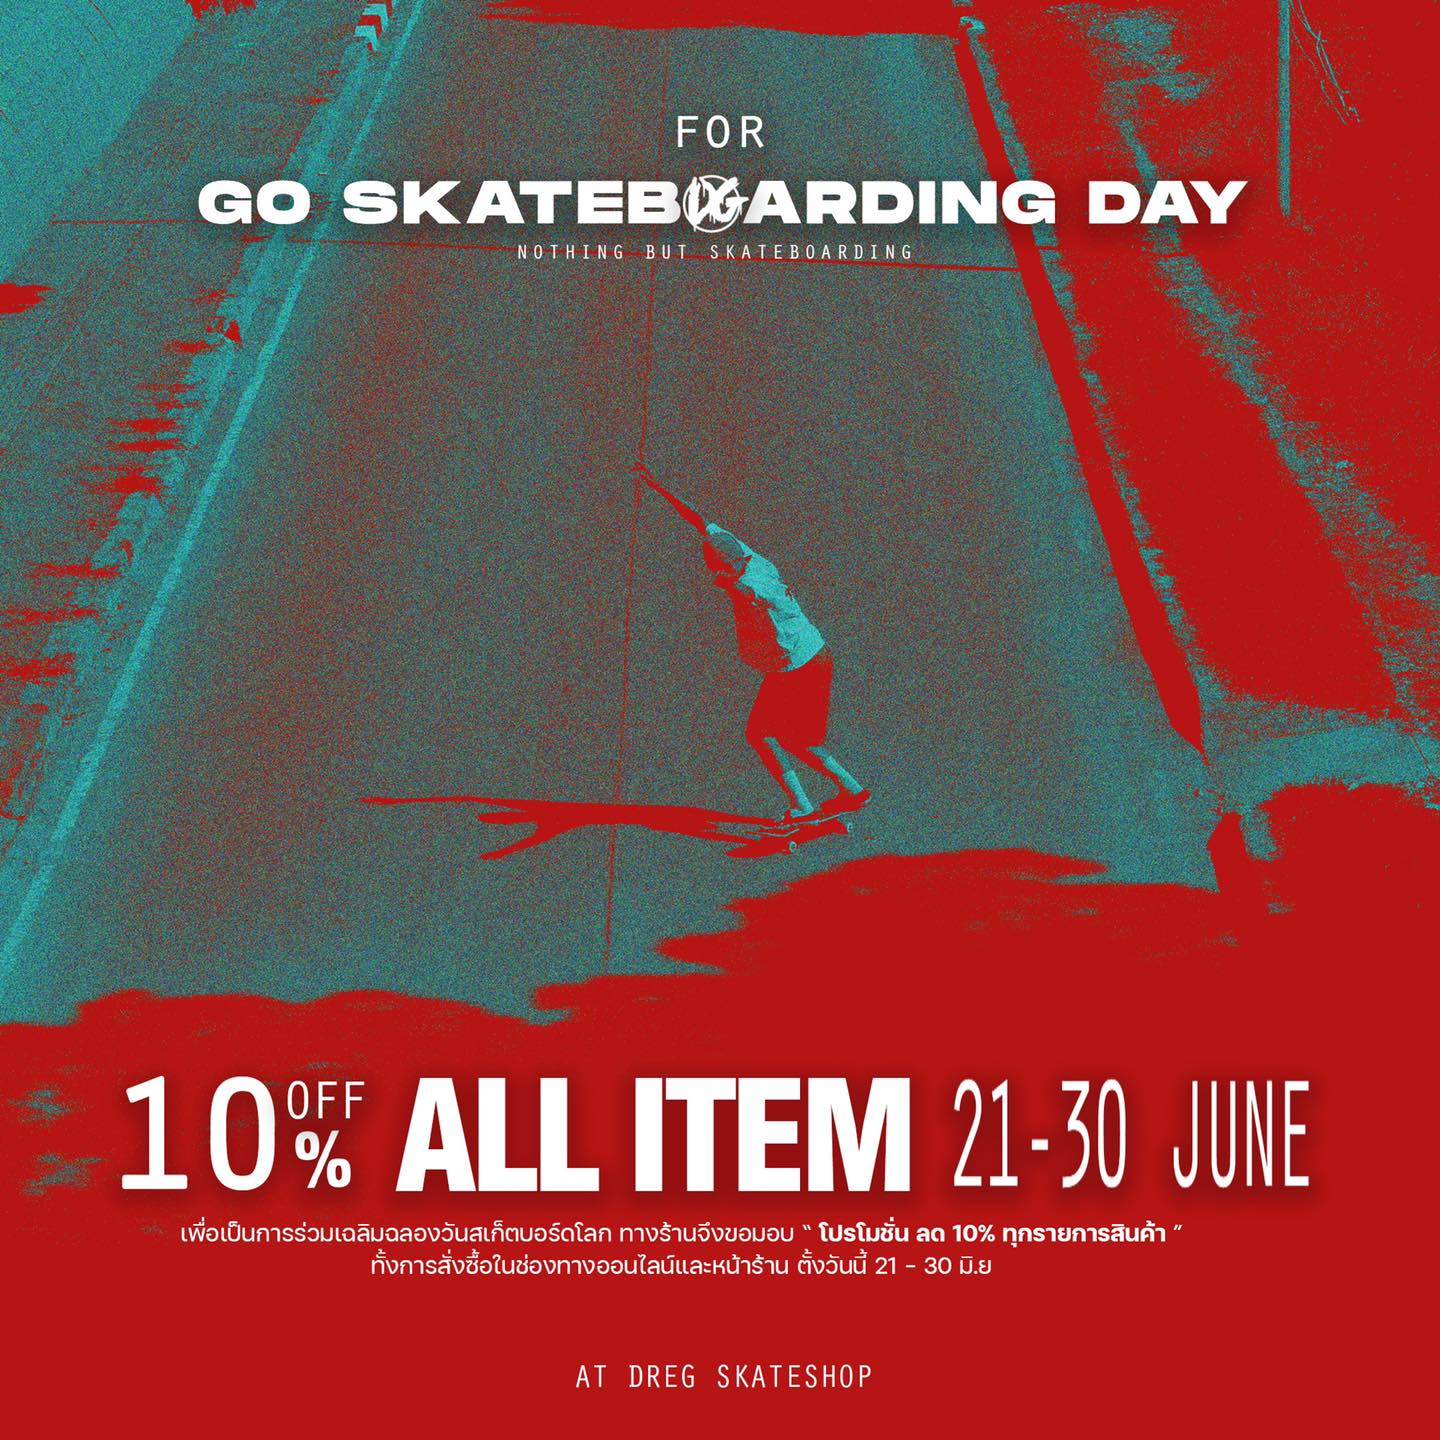 FOR
GO SKATEBOARDING DAY
NOTHING BUT SKATEBOARDING
10% OFF ALL ITEM 21-30 JUNE
เพื่อเป็นการร่วมเฉลิมฉลองวันสเก็ตบอร์ดโลก ทางร้านจึงขอมอบ " โปรโมชั่น ลด 10% ทุกรายการสินค้า "
ทั้งการสั่งซื้อในช่องทางออนไลน์และหน้าร้าน ตั้งวันนี้ 21 - 30 มิ.ย
AT DREG SKATESHOP